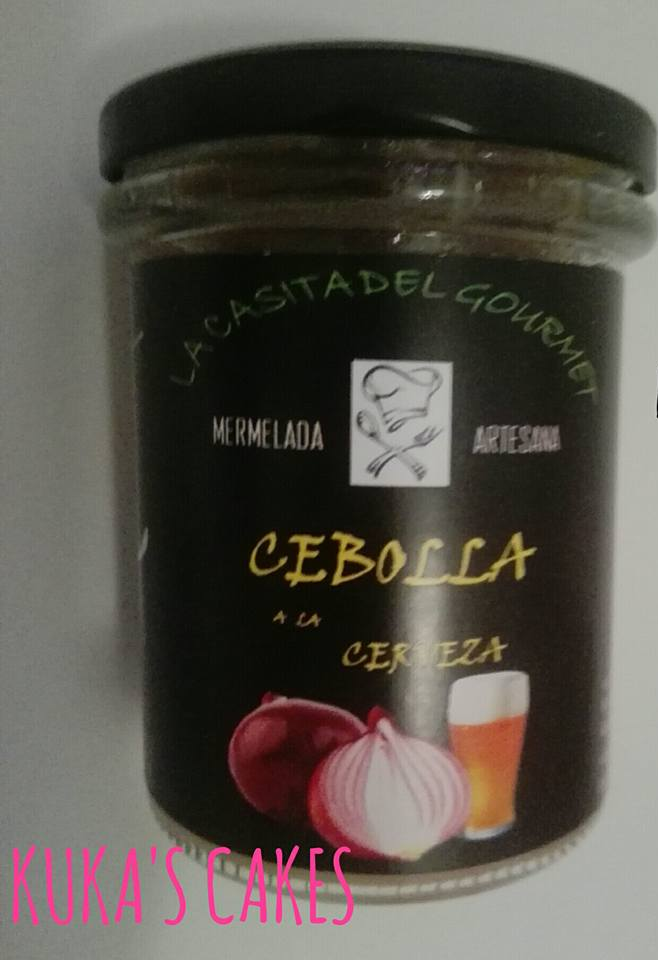 LA CASITA DEL GOURMET
MERMELADA ARTESANA
CEBOLLA
A LA
CERVEZA
KUKA'S CAKES